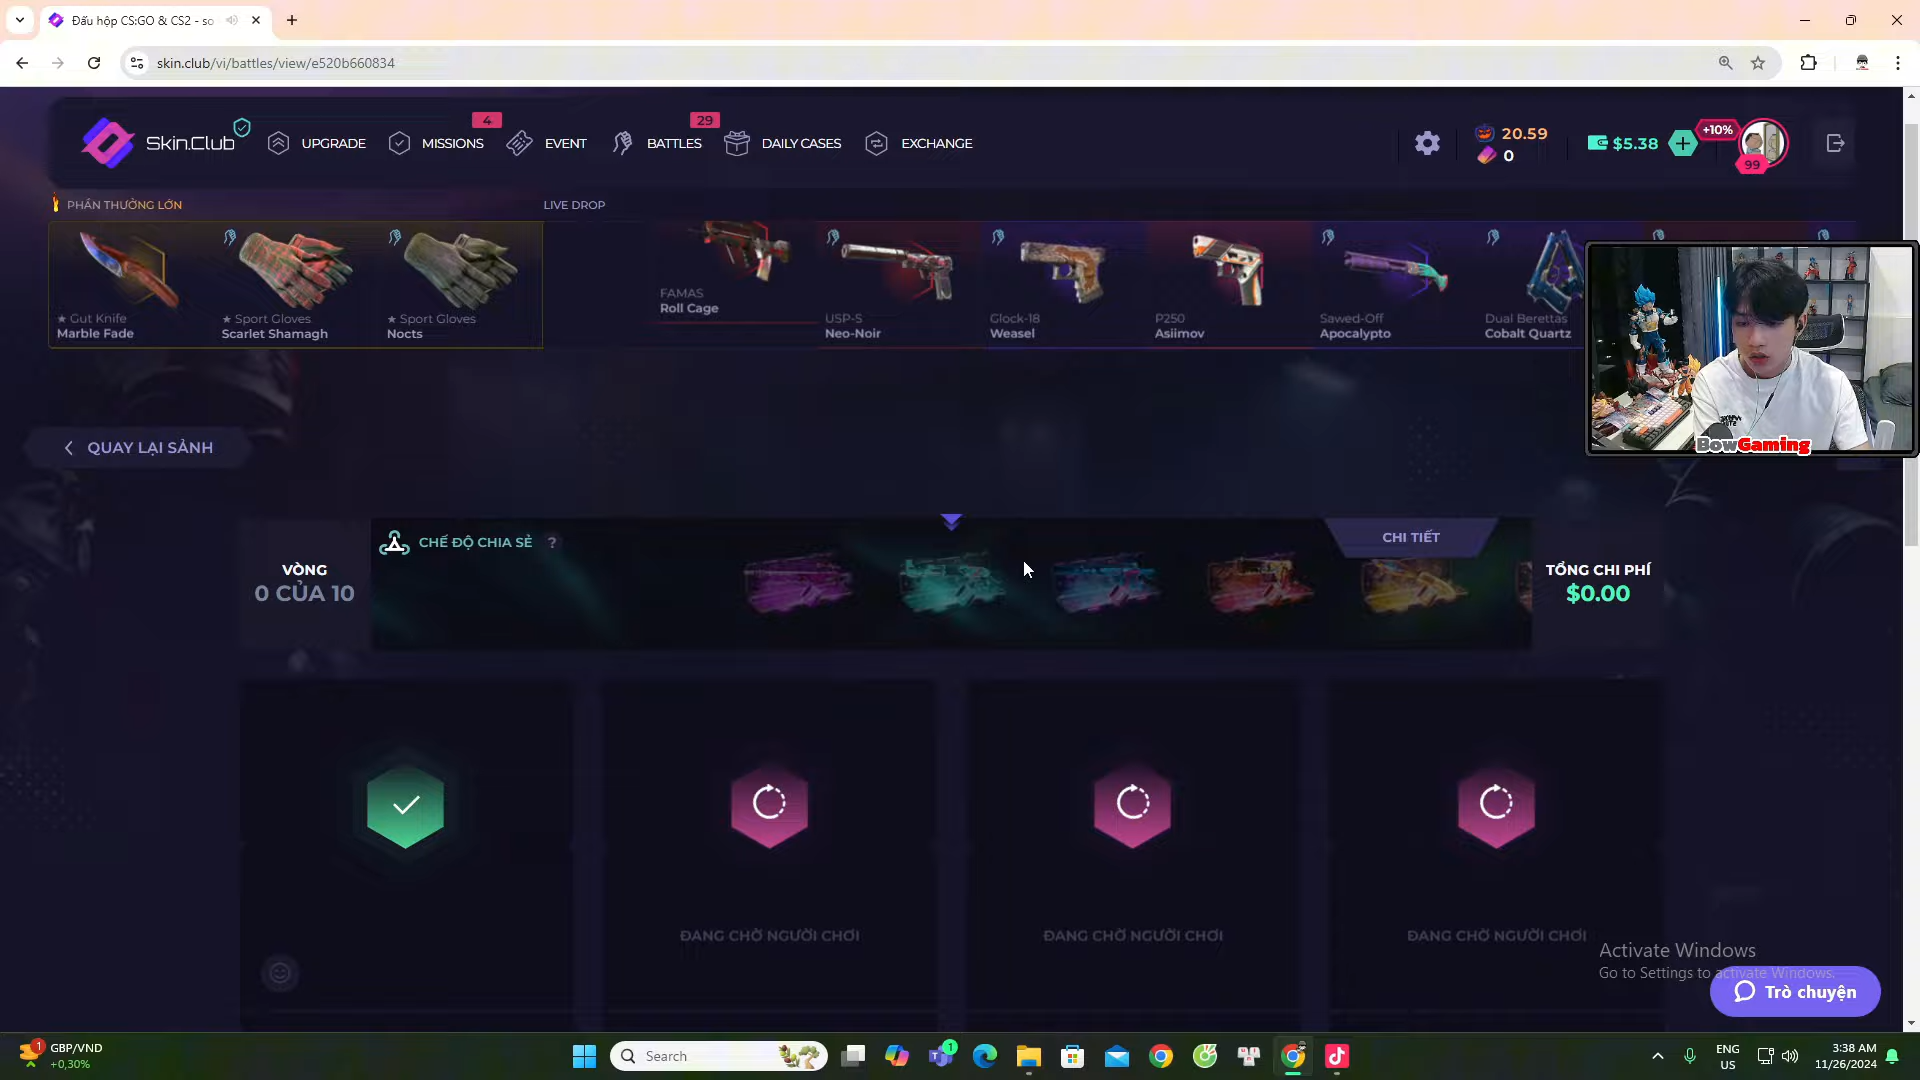 Đấu hộp CS:GO & CS2 - so
skin.club/vi/battles/view/e520b660834
Skin.Club
UPGRADE
4
MISSIONS
EVENT
29
BATTLES
DAILY CASES
EXCHANGE
20.59
0
$5.38
+10%
99
PHẦN THƯỞNG LỚN
LIVE DROP
★ Gut Knife
Marble Fade
★ Sport Gloves
Scarlet Shamagh
★ Sport Gloves
Nocts
FAMAS
Roll Cage
USP-S
Neo-Noir
Glock-18
Weasel
P250
Asiimov
Sawed-Off
Apocalypto
Dual Berettas
Cobalt Quartz
BowGaming
QUAY LẠI SẢNH
VÒNG
0 CỦA 10
CHẾ ĐỘ CHIA SẺ ?
CHI TIẾT
TỔNG CHI PHÍ
$0.00
ĐANG CHỜ NGƯỜI CHƠI
ĐANG CHỜ NGƯỜI CHƠI
ĐANG CHỜ NGƯỜI CHƠI
Activate Windows
Go to Settings to activate Windows.
Trò chuyện
1
GBP/VND
+0,30%
Search
1
ENG
US
3:38 AM
11/26/2024